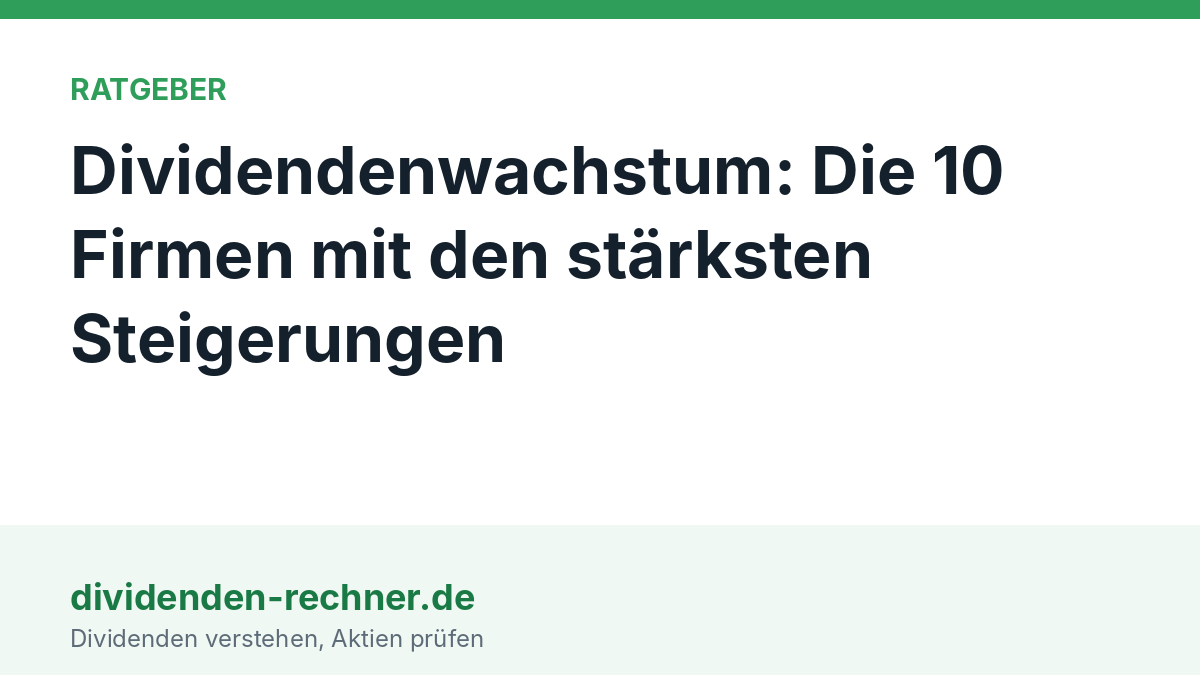 RATGEBER
Dividendenwachstum: Die 10
Firmen mit den stärksten
Steigerungen
dividenden-rechner.de
Dividenden verstehen, Aktien prüfen